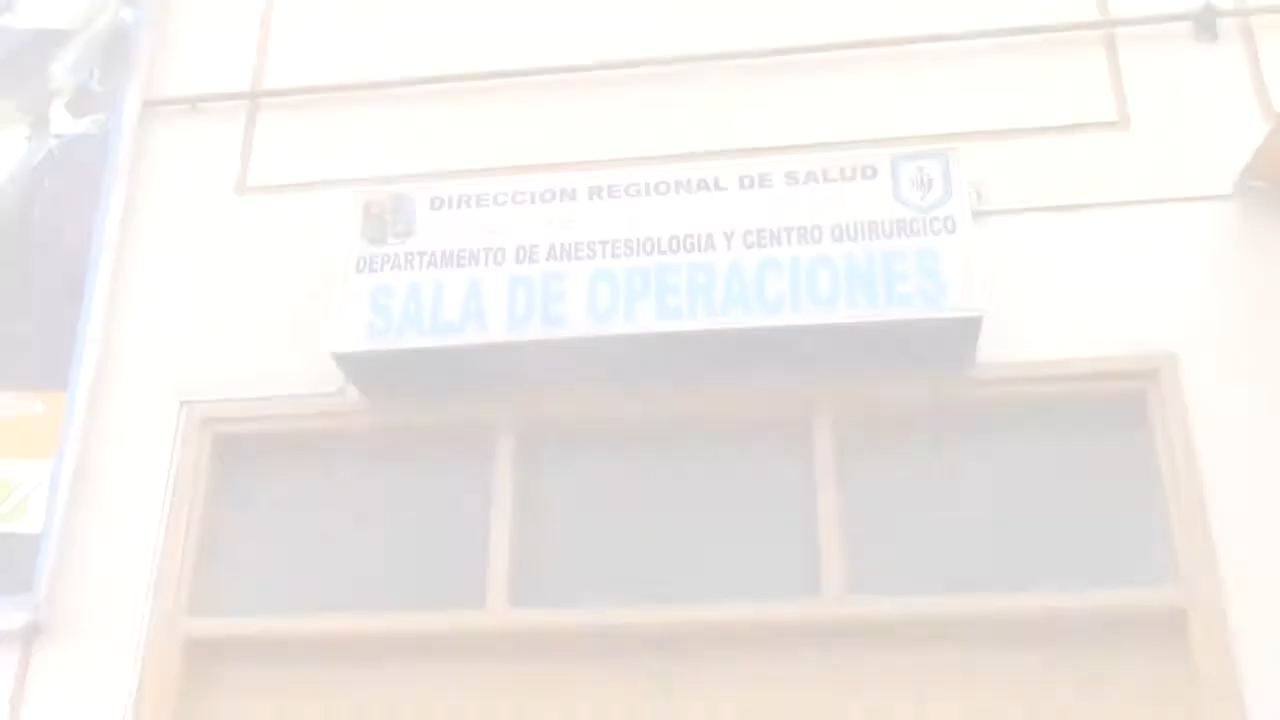 DIRECCION REGIONAL DE SALUD
DEPARTAMENTO DE ANESTESIOLOGIA Y CENTRO QUIRURGICO
SALA DE OPERACIONES